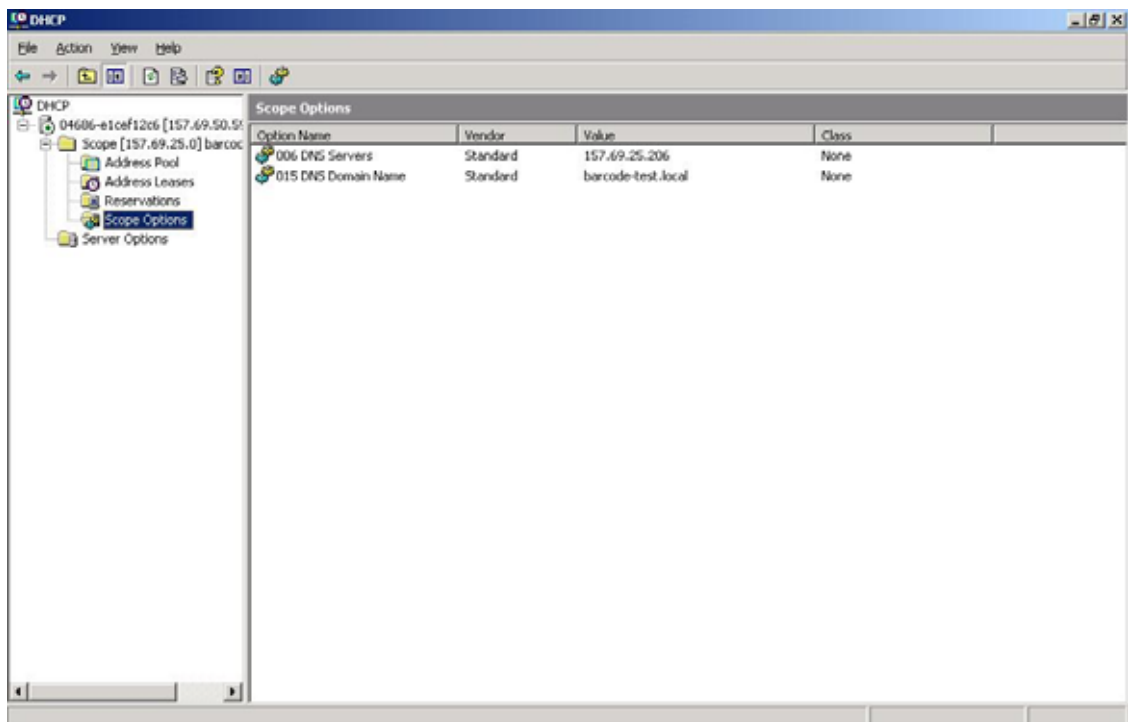 DHCP
File Action View Help
DHCP
04606-e1cef12c6 [157.69.50.5
Scope [157.69.25.0] barcod
Address Pool
Address Leases
Reservations
Scope Options
Server Options
Scope Options
Option Name Vendor Value Class
006 DNS Servers Standard 157.69.25.206 None
015 DNS Domain Name Standard barcode-test.local None